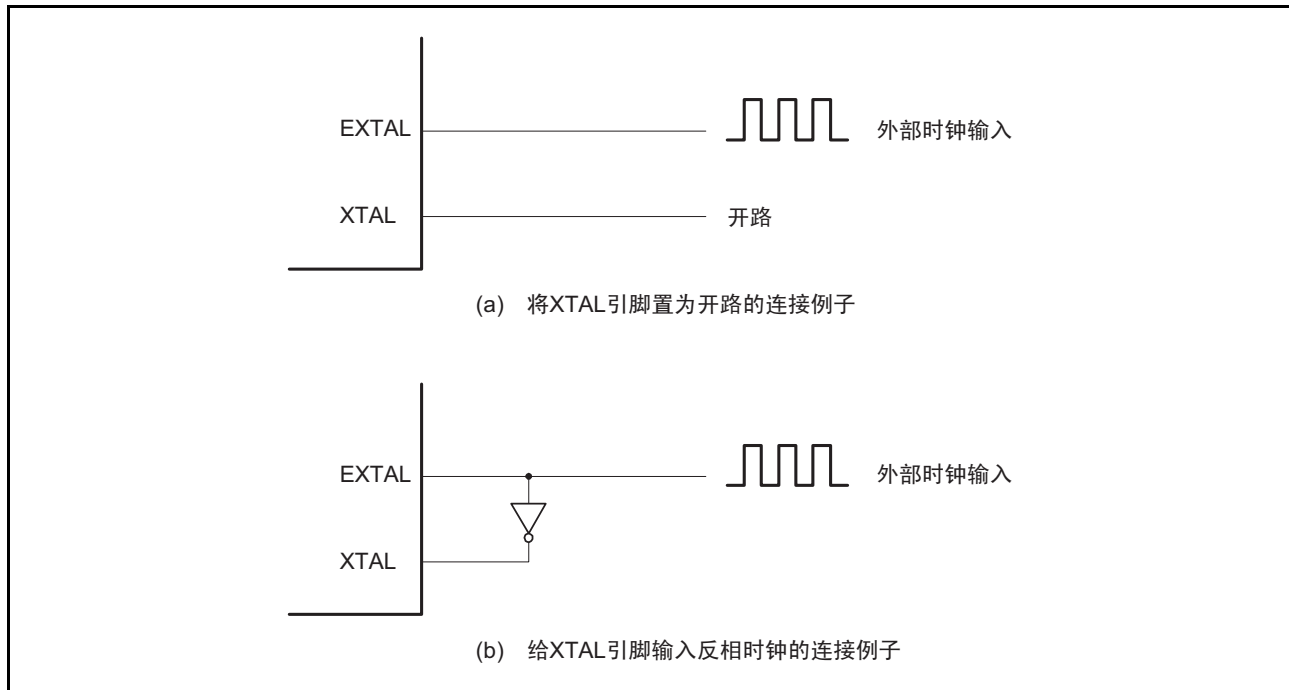 EXTAL
外部时钟输入
XTAL
开路
(a) 将XTAL引脚置为开路的连接例子
EXTAL
外部时钟输入
XTAL
(b) 给XTAL引脚输入反相时钟的连接例子